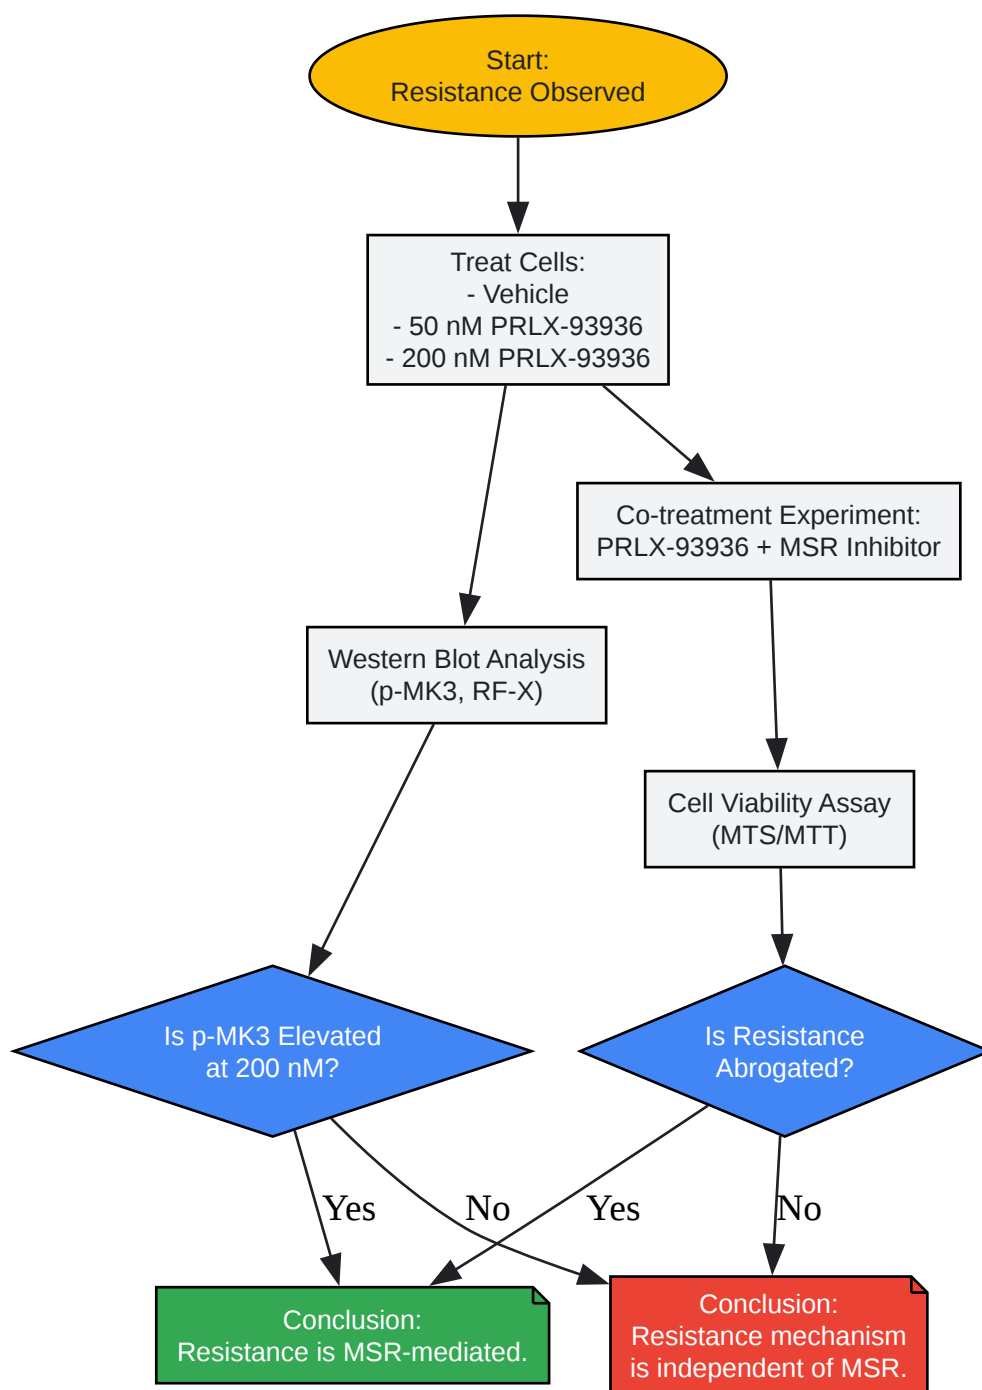 Start:
Resistance Observed
Treat Cells:
- Vehicle
- 50 nM PRLX-93936
- 200 nM PRLX-93936
Co-treatment Experiment:
PRLX-93936 + MSR Inhibitor
Western Blot Analysis
(p-MK3, RF-X)
Cell Viability Assay
(MTS/MTT)
Is p-MK3 Elevated
at 200 nM?
Is Resistance
Abrogated?
Yes
No
Yes
No
Conclusion:
Resistance is MSR-mediated.
Conclusion:
Resistance mechanism
is independent of MSR.